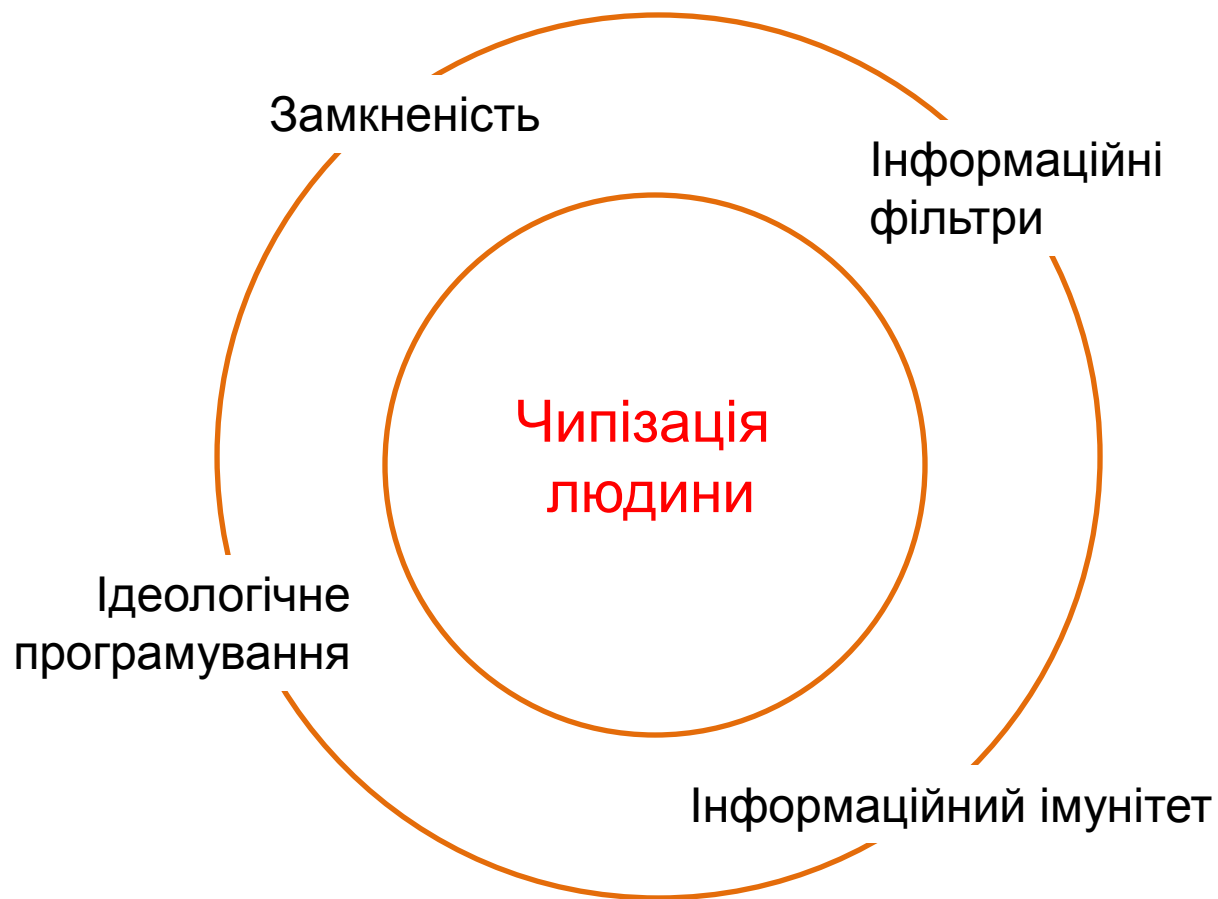 Замкненість
Інформаційні
фільтри
Чипізація
людини
Ідеологічне
програмування
Інформаційний імунітет